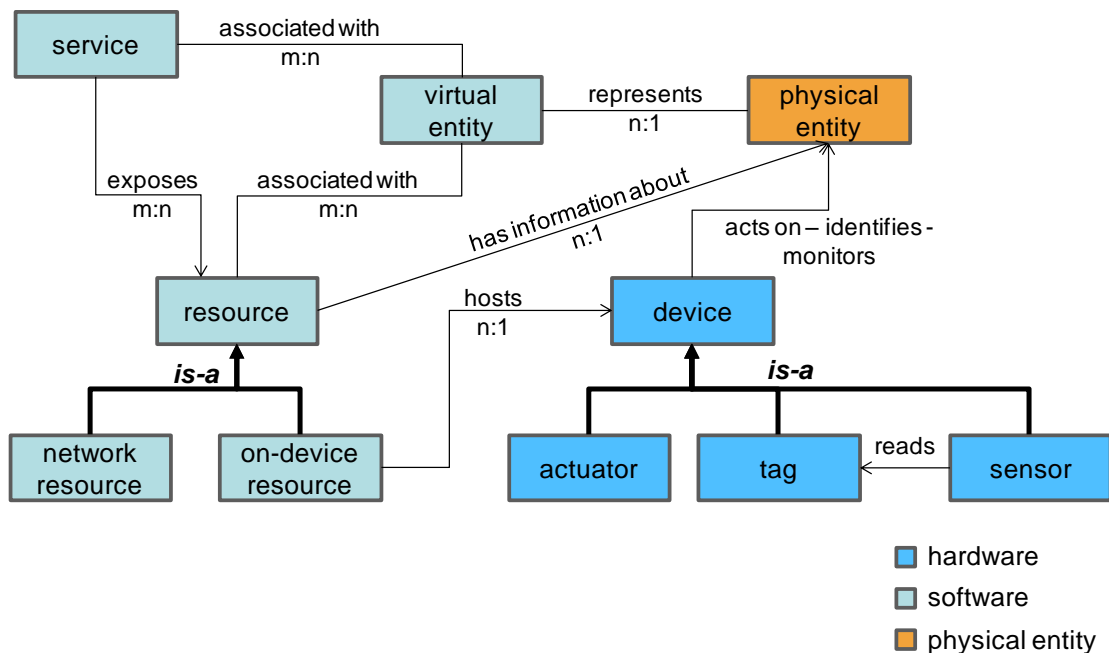 service
associated with
m:n
virtual
entity
represents
n:1
physical
entity
exposes
m:n
associated with
m:n
has information about
n:1
acts on – identifies -
monitors
resource
hosts
n:1
device
is-a
is-a
network
resource
on-device
resource
actuator
tag
reads
sensor
hardware
software
physical entity